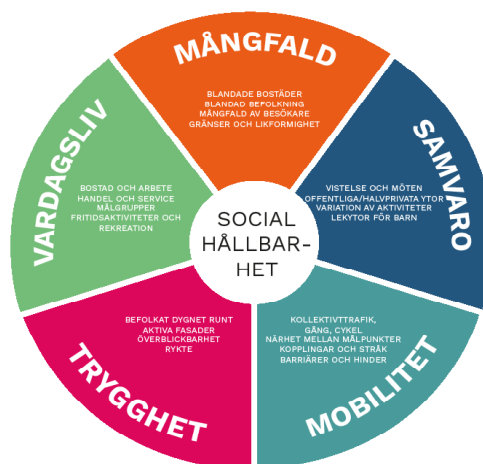 MÅNGFALD
BLANDADE BOSTÄDER
BLANDAD BEFOLKNING
MÅNGFALD AV BESÖKARE
GRÄNSER OCH LIKFORMIGHET
SAMVARO
VISTELSE OCH MÖTEN
OFFENTLIGA/HALVPRIVATA YTOR
VARIATION AV AKTIVITETER
LEKYTOR FÖR BARN
MOBILITET
KOLLEKTIVTTRAFIK,
GÅNG, CYKEL
NÄRHET MELLAN MÅLPUNKTER
KOPPLINGAR OCH STRÅK
BARRIÄRER OCH HINDER
TRYGGHET
BEFOLKAT DYGNET RUNT
AKTIVA FASADER
ÖVERBLICKBARHET
RYKTE
VARDAGSLIV
BOSTAD OCH ARBETE
HANDEL OCH SERVICE
MÅLGRUPPER
FRITIDSAKTIVITETER OCH
REKREATION
SOCIAL
HÅLLBAR-
HET